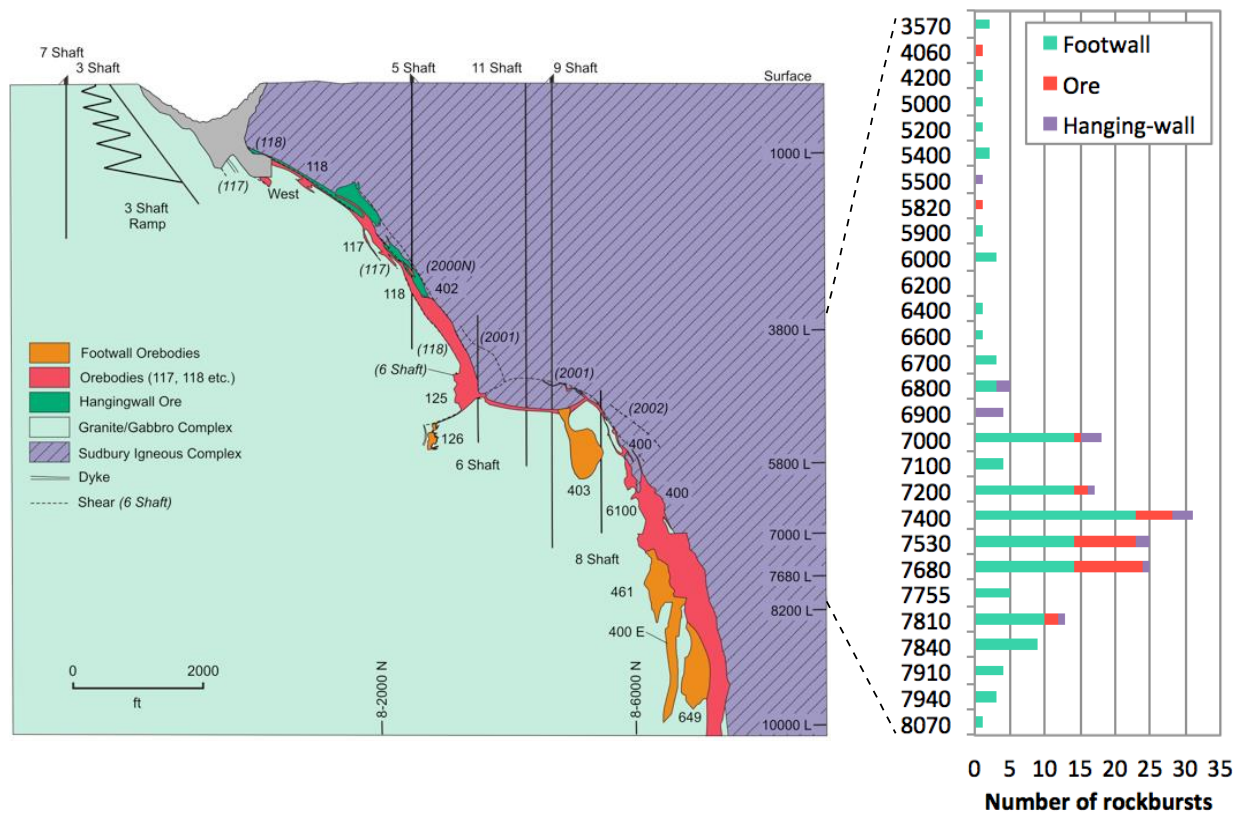 7 Shaft
3 Shaft
5 Shaft
11 Shaft
9 Shaft
Surface
(118)
118
1000 L
(117)
West
3 Shaft
Ramp
117
(117)
(2000N)
118
402
3800 L
(2001)
(118)
(6 Shaft)
(2001)
125
(2002)
126
400
6 Shaft
5800 L
403
400
6100
7000 L
8 Shaft
7680 L
461
8200 L
400 E
649
10000 L
Footwall Orebodies
Orebodies (117, 118 etc.)
Hangingwall Ore
Granite/Gabbro Complex
Sudbury Igneous Complex
Dyke
Shear (6 Shaft)
0 2000
ft
8-2000 N
8-6000 N
Footwall
Ore
Hanging-wall
3570
4060
4200
5000
5200
5400
5500
5820
5900
6000
6200
6400
6600
6700
6800
6900
7000
7100
7200
7400
7530
7680
7755
7810
7840
7910
7940
8070
0 5 10 15 20 25 30 35
Number of rockbursts